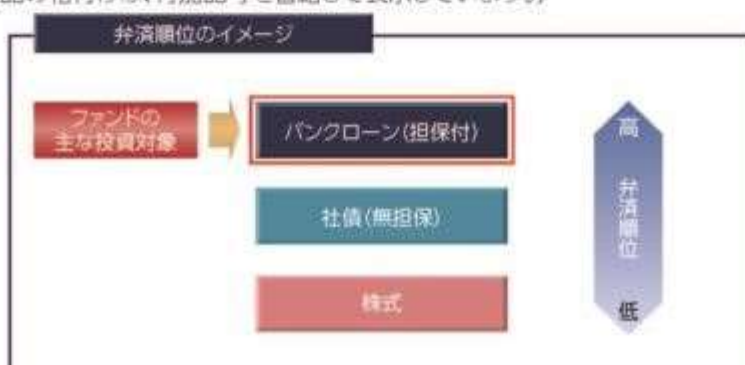 弁済順位のイメージ
ファンドの
主な投資対象
バンクローン(担保付)
社債(無担保)
株式
高
弁済順位
低